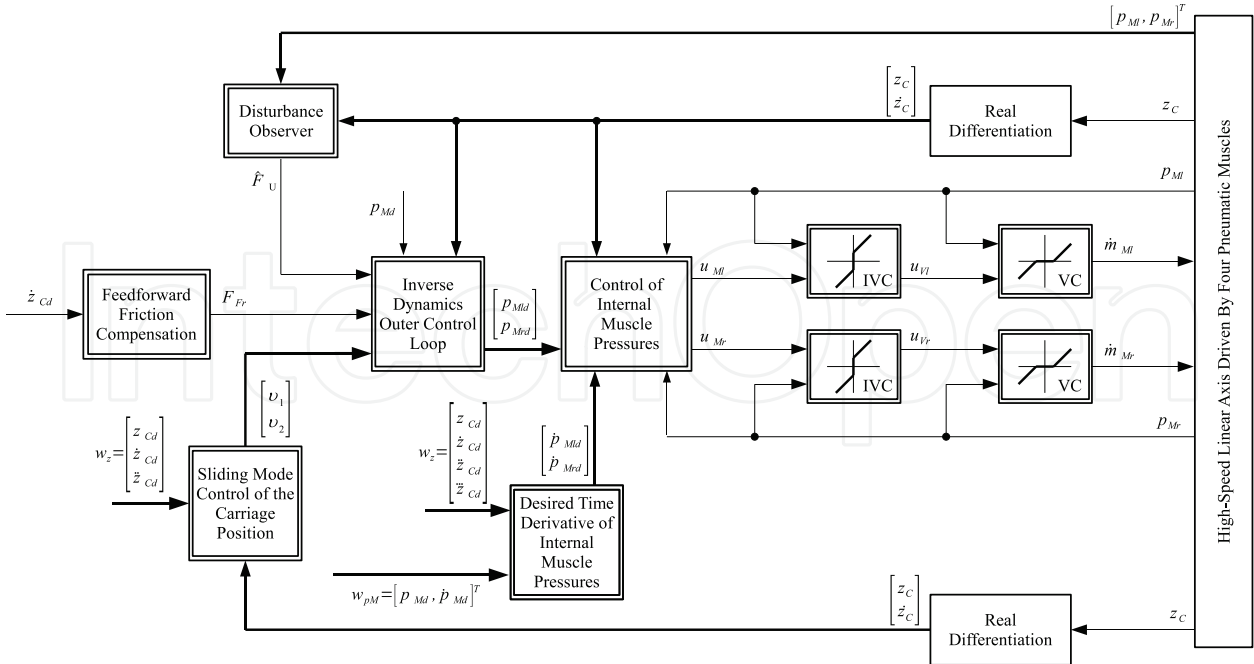 [p_Ml , p_Mr]^T
Disturbance
Observer
[z_C
ż_C]
Real
Differentiation
z_C
p_Ml
F̂_U
p_Md
ż_Cd
Feedforward
Friction
Compensation
F_Fr
Inverse
Dynamics
Outer Control
Loop
[p_Mld
p_Mrd]
Control of
Internal
Muscle
Pressures
u_Ml
IVC
u_Vl
VC
ṁ_Ml
u_Mr
IVC
u_Vr
VC
ṁ_Mr
p_Mr
[υ_1
υ_2]
w_z=[z_Cd
ż_Cd
z̈_Cd]
Sliding Mode
Control of the
Carriage
Position
w_z=[z_Cd
ż_Cd
z̈_Cd
z⃛_Cd]
[ṗ_Mld
ṗ_Mrd]
Desired Time
Derivative of
Internal
Muscle
Pressures
w_pM=[p_Md , ṗ_Md]^T
[z_C
ż_C]
Real
Differentiation
z_C
High-Speed Linear Axis Driven By Four Pneumatic Muscles
IntechOpen